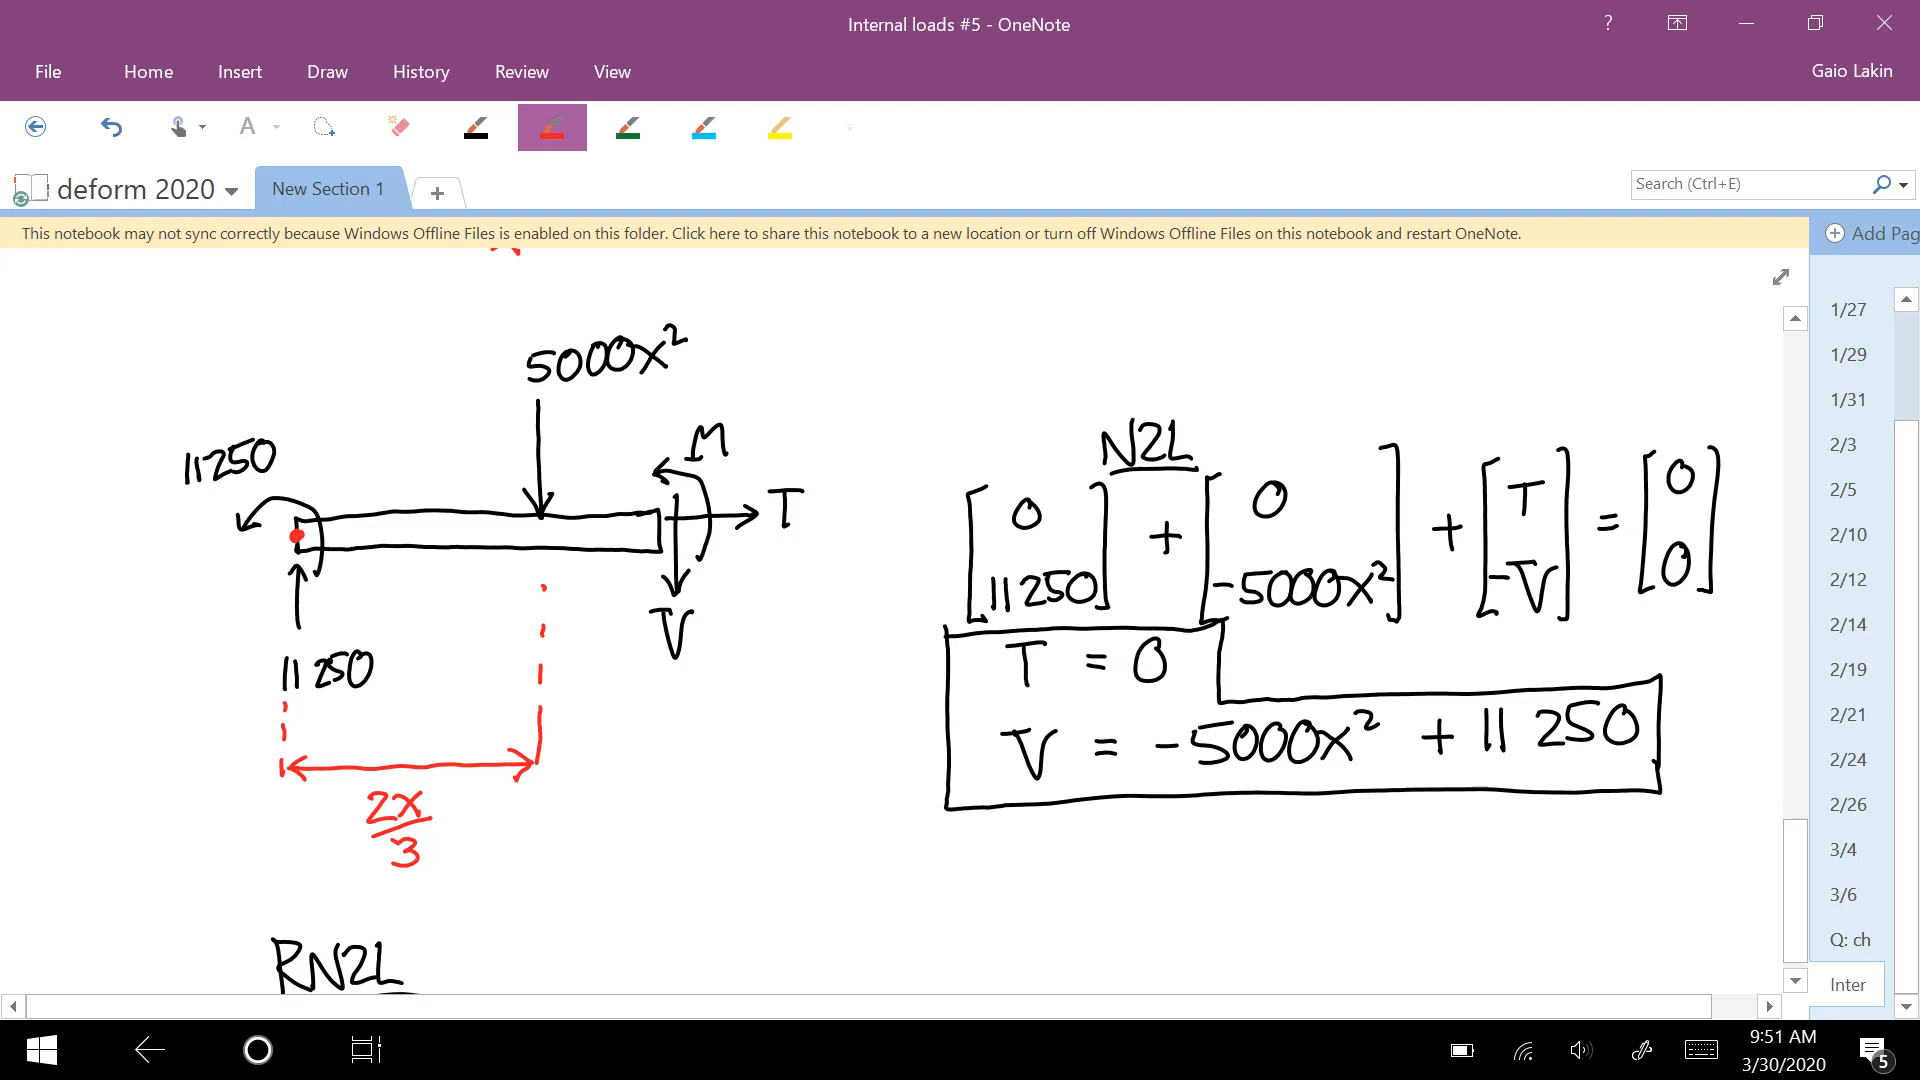 Internal loads #5 - OneNote
?
File Home Insert Draw History Review View
Gaio Lakin
A
deform 2020
New Section 1
+
Search (Ctrl+E)
This notebook may not sync correctly because Windows Offline Files is enabled on this folder. Click here to share this notebook to a new location or turn off Windows Offline Files on this notebook and restart OneNote.
Add Pag
5000x²
11250
M
T
V
11250
2x
3
RN2L
N2L
[0 11250] + [0 -5000x²] + [T -V] = [0 0]
T = 0
V = -5000x² + 11250
1/27
1/29
1/31
2/3
2/5
2/10
2/12
2/14
2/19
2/21
2/24
2/26
3/4
3/6
Q: ch
Inter
9:51 AM
3/30/2020
5